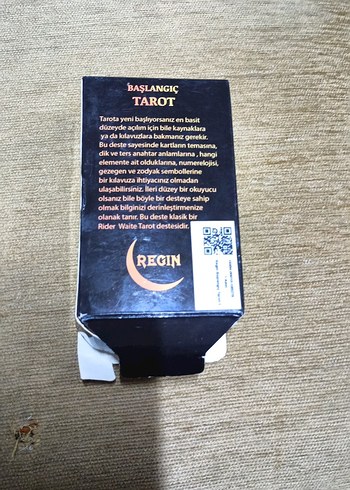 BAŞLANGIÇ
TAROT
Tarota yeni başlıyorsanız en basit
düzeyde açılım için bile kaynaklara
ya da kılavuzlara bakmanız gerekir.
Bu deste sayesinde kartların temasına,
dik ve ters anahtar anlamlarına , hangi
elemente ait olduklarına, numerelojisi,
gezegen ve zodyak sembollerine
bir kılavuza ihtiyacınız olmadan
ulaşabilirsiniz. İleri düzey bir okuyucu
olsanız bile böyle bir desteye sahip
olmak bilginizi derinleştirmenize
olanak tanır. Bu deste klasik bir
Rider Waite Tarot destesidir.
REGIN